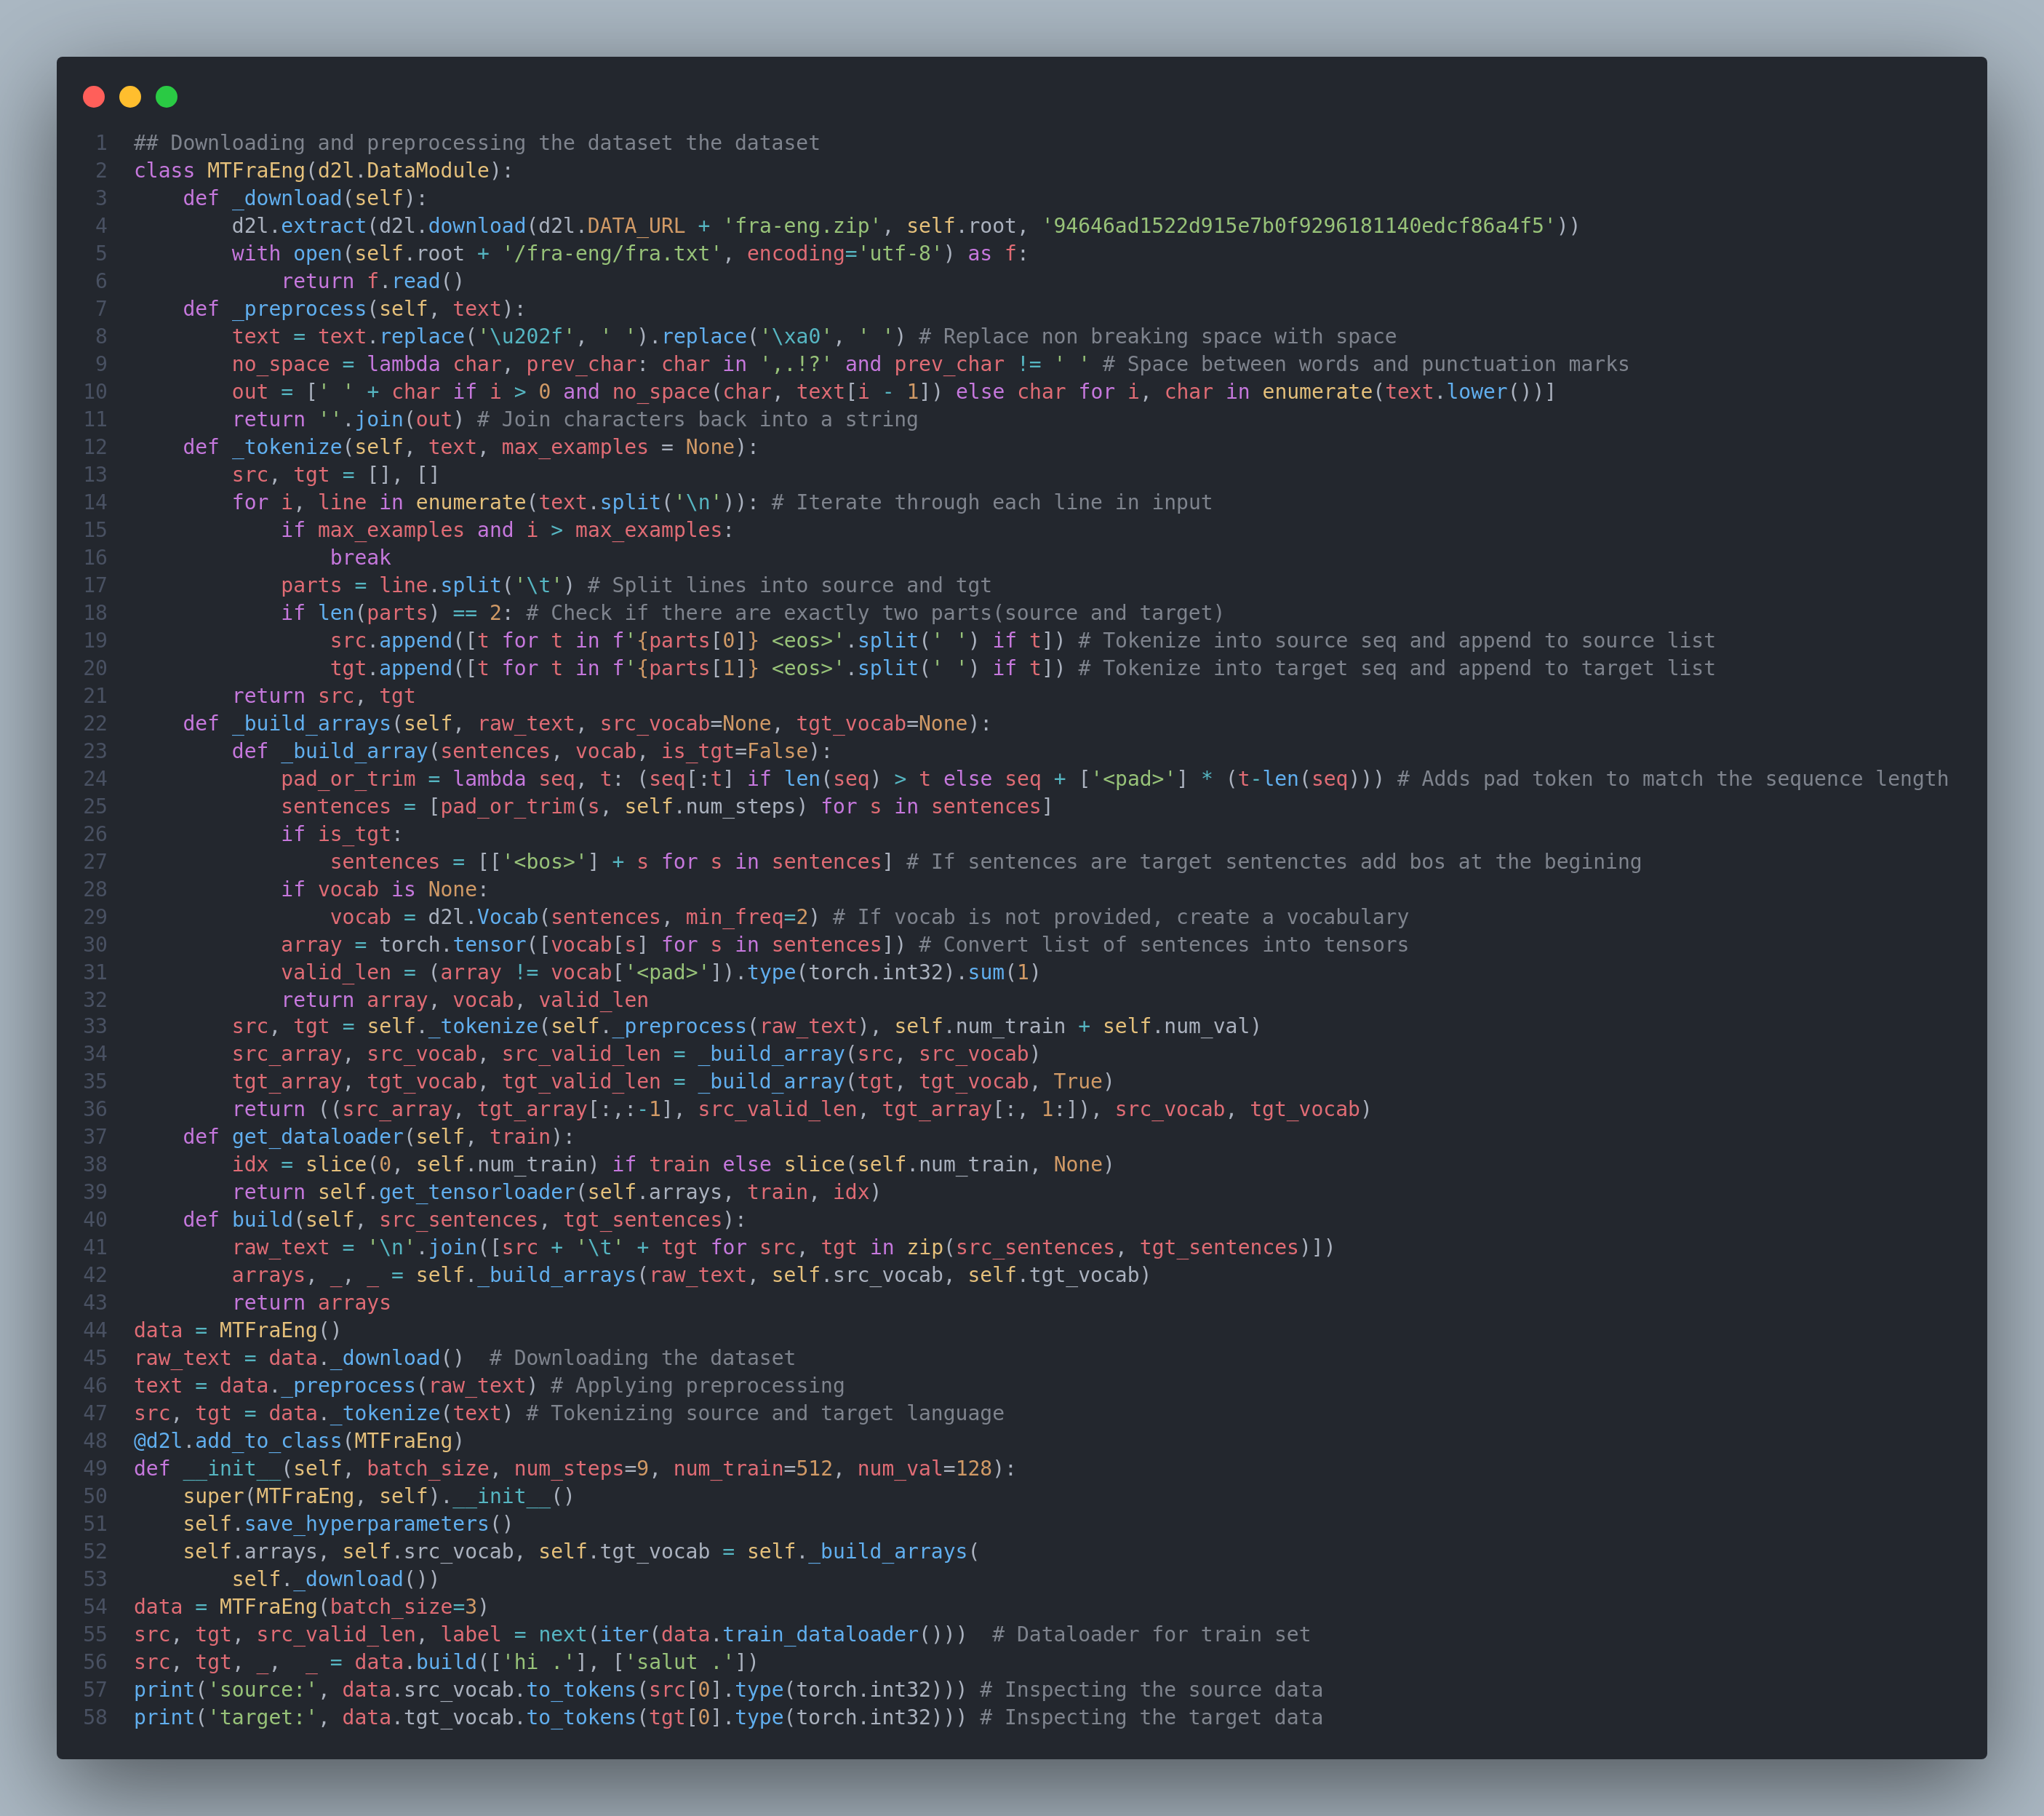 1 ## Downloading and preprocessing the dataset the dataset
2 class MTFraEng(d2l.DataModule):
3     def _download(self):
4         d2l.extract(d2l.download(d2l.DATA_URL + 'fra-eng.zip', self.root, '94646ad1522d915e7b0f9296181140edcf86a4f5'))
5         with open(self.root + '/fra-eng/fra.txt', encoding='utf-8') as f:
6             return f.read()
7     def _preprocess(self, text):
8         text = text.replace('\u202f', ' ').replace('\xa0', ' ') # Replace non breaking space with space
9         no_space = lambda char, prev_char: char in ',.!?' and prev_char != ' ' # Space between words and punctuation marks
10         out = [' ' + char if i > 0 and no_space(char, text[i - 1]) else char for i, char in enumerate(text.lower())]
11         return ''.join(out) # Join characters back into a string
12     def _tokenize(self, text, max_examples = None):
13         src, tgt = [], []
14         for i, line in enumerate(text.split('\n')): # Iterate through each line in input
15             if max_examples and i > max_examples:
16                 break
17             parts = line.split('\t') # Split lines into source and tgt
18             if len(parts) == 2: # Check if there are exactly two parts(source and target)
19                 src.append([t for t in f'{parts[0]} <eos>'.split(' ') if t]) # Tokenize into source seq and append to source list
20                 tgt.append([t for t in f'{parts[1]} <eos>'.split(' ') if t]) # Tokenize into target seq and append to target list
21         return src, tgt
22     def _build_arrays(self, raw_text, src_vocab=None, tgt_vocab=None):
23         def _build_array(sentences, vocab, is_tgt=False):
24             pad_or_trim = lambda seq, t: (seq[:t] if len(seq) > t else seq + ['<pad>'] * (t-len(seq))) # Adds pad token to match the sequence length
25             sentences = [pad_or_trim(s, self.num_steps) for s in sentences]
26             if is_tgt:
27                 sentences = [['<bos>'] + s for s in sentences] # If sentences are target sentenctes add bos at the begining
28             if vocab is None:
29                 vocab = d2l.Vocab(sentences, min_freq=2) # If vocab is not provided, create a vocabulary
30             array = torch.tensor([vocab[s] for s in sentences]) # Convert list of sentences into tensors
31             valid_len = (array != vocab['<pad>']).type(torch.int32).sum(1)
32             return array, vocab, valid_len
33         src, tgt = self._tokenize(self._preprocess(raw_text), self.num_train + self.num_val)
34         src_array, src_vocab, src_valid_len = _build_array(src, src_vocab)
35         tgt_array, tgt_vocab, tgt_valid_len = _build_array(tgt, tgt_vocab, True)
36         return ((src_array, tgt_array[:,:-1], src_valid_len, tgt_array[:, 1:]), src_vocab, tgt_vocab)
37     def get_dataloader(self, train):
38         idx = slice(0, self.num_train) if train else slice(self.num_train, None)
39         return self.get_tensorloader(self.arrays, train, idx)
40     def build(self, src_sentences, tgt_sentences):
41         raw_text = '\n'.join([src + '\t' + tgt for src, tgt in zip(src_sentences, tgt_sentences)])
42         arrays, _, _ = self._build_arrays(raw_text, self.src_vocab, self.tgt_vocab)
43         return arrays
44 data = MTFraEng()
45 raw_text = data._download()  # Downloading the dataset
46 text = data._preprocess(raw_text) # Applying preprocessing
47 src, tgt = data._tokenize(text) # Tokenizing source and target language
48 @d2l.add_to_class(MTFraEng)
49 def __init__(self, batch_size, num_steps=9, num_train=512, num_val=128):
50     super(MTFraEng, self).__init__()
51     self.save_hyperparameters()
52     self.arrays, self.src_vocab, self.tgt_vocab = self._build_arrays(
53         self._download())
54 data = MTFraEng(batch_size=3)
55 src, tgt, src_valid_len, label = next(iter(data.train_dataloader()))  # Dataloader for train set
56 src, tgt, _,  _ = data.build(['hi .'], ['salut .'])
57 print('source:', data.src_vocab.to_tokens(src[0].type(torch.int32))) # Inspecting the source data
58 print('target:', data.tgt_vocab.to_tokens(tgt[0].type(torch.int32))) # Inspecting the target data